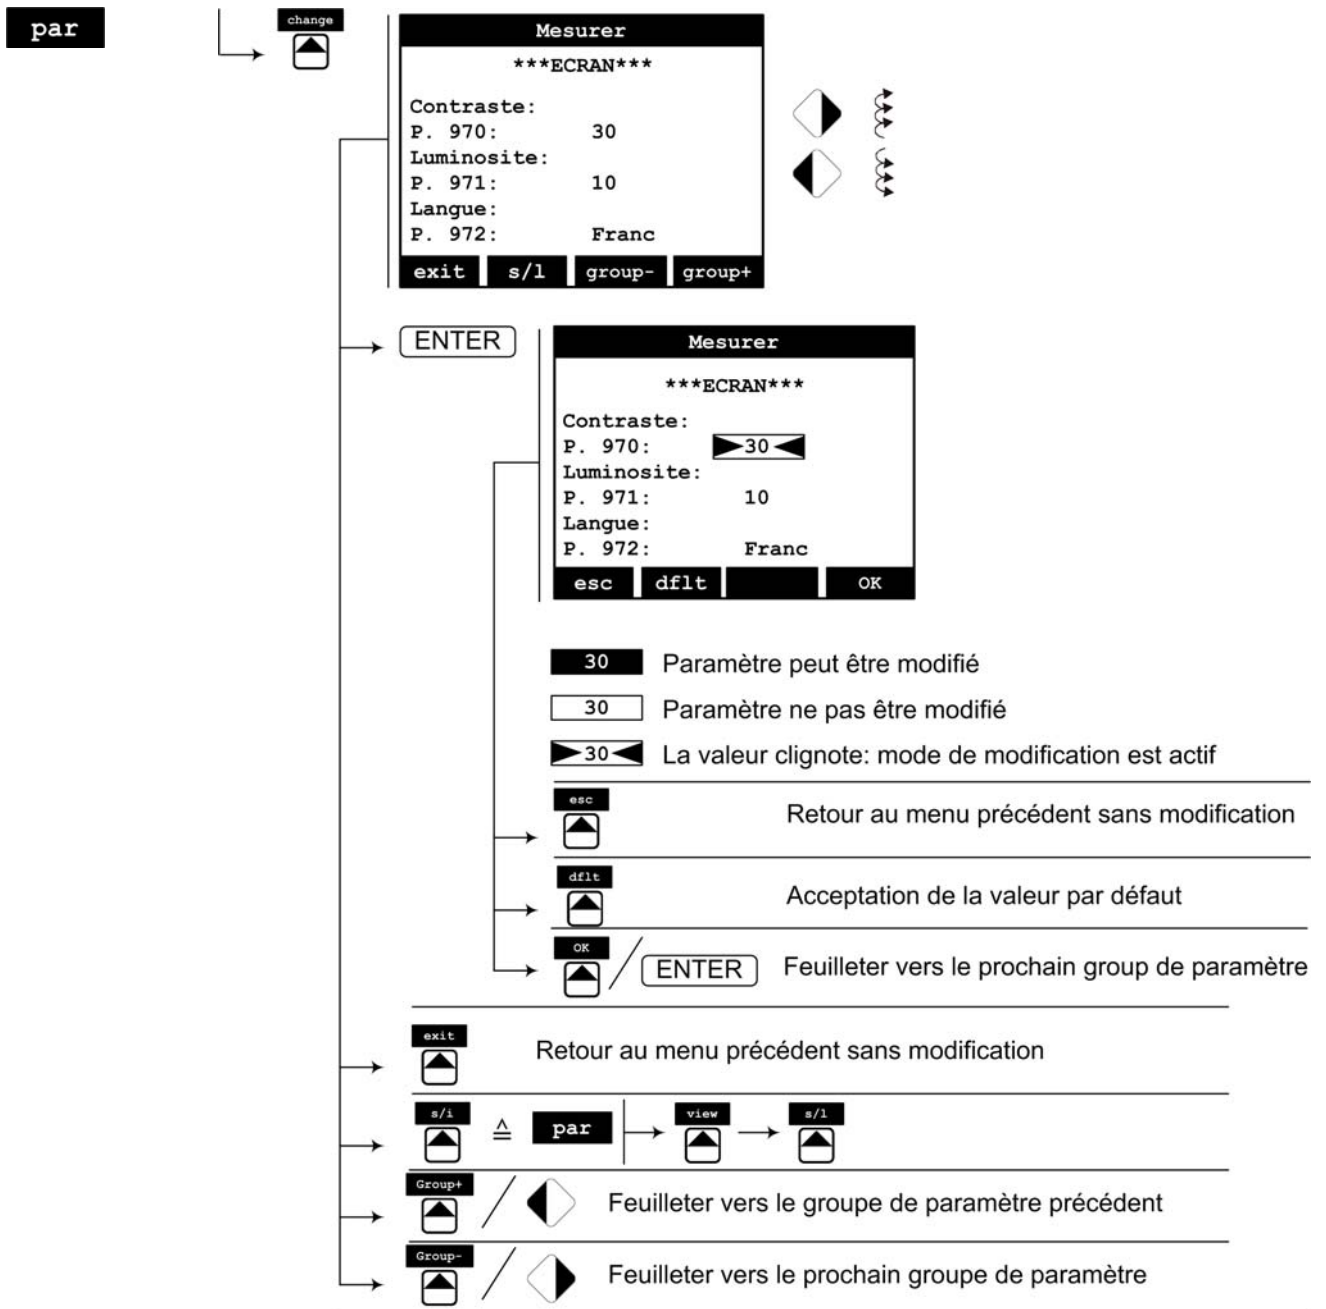 par
change
Mesurer
***ECRAN***
Contraste:
P. 970: 30
Luminosite:
P. 971: 10
Langue:
P. 972: Franc
exit s/l group- group+
ENTER
Mesurer
***ECRAN***
Contraste:
P. 970: 30
Luminosite:
P. 971: 10
Langue:
P. 972: Franc
esc dflt OK
30 Paramètre peut être modifié
30 Paramètre ne pas être modifié
30 La valeur clignote: mode de modification est actif
esc
Retour au menu précédent sans modification
dflt
Acceptation de la valeur par défaut
OK
/ ENTER Feuilleter vers le prochain group de paramètre
exit
Retour au menu précédent sans modification
s/i ≙ par view s/l
Group+
/ Feuilleter vers le groupe de paramètre précédent
Group-
/ Feuilleter vers le prochain groupe de paramètre